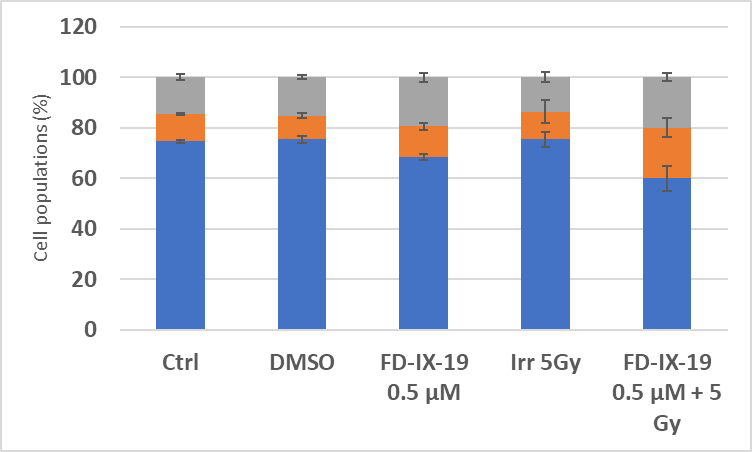 Cell populations (%)
120
100
80
60
40
20
0
Ctrl
DMSO
FD-IX-19
0.5 µM
Irr 5Gy
FD-IX-19
0.5 µM + 5
Gy